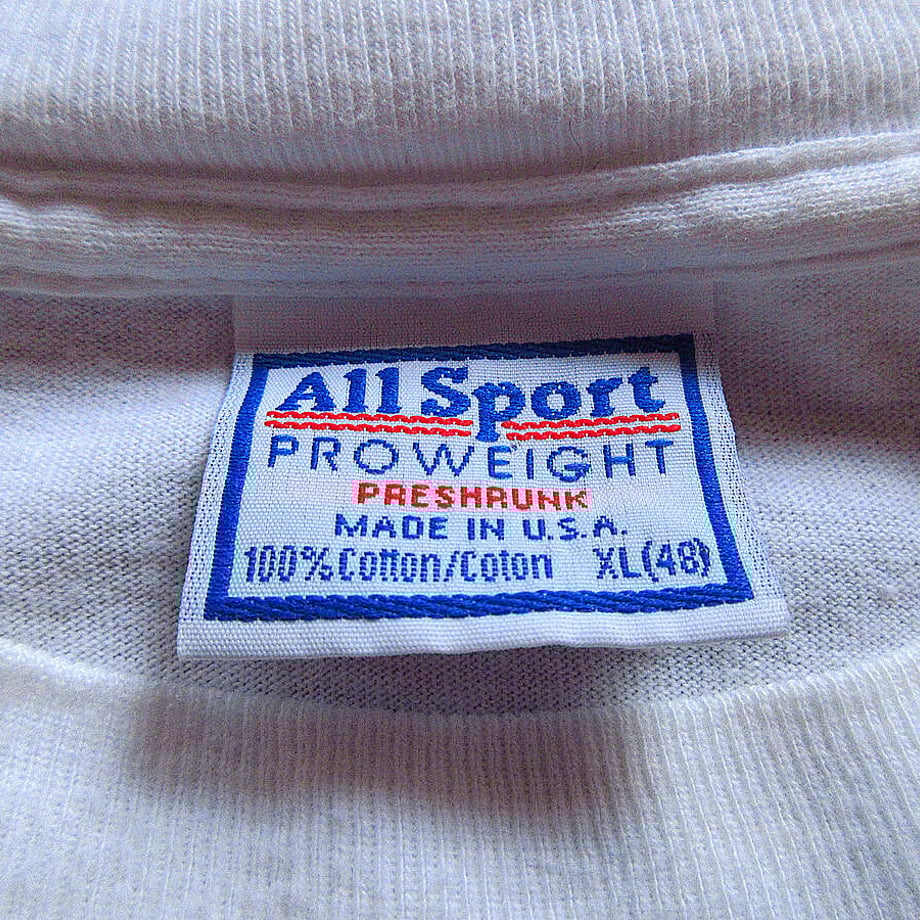 All Sport
PROWEIGHT
PRESHRUNK
MADE IN U.S.A.
100% Cotton/Coton XL(48)